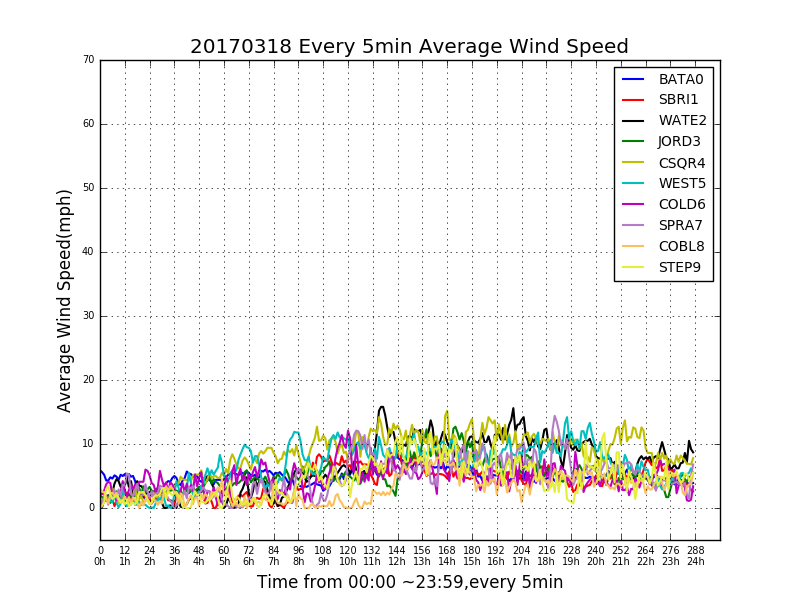 20170318 Every 5min Average Wind Speed
70
60
50
40
30
20
10
0
Average Wind Speed(mph)
BATA0
SBRI1
WATE2
JORD3
CSQR4
WEST5
COLD6
SPRA7
COBL8
STEP9
0 12 24 36 48 60 72 84 96 108 120 132 144 156 168 180 192 204 216 228 240 252 264 276 288
0h 1h 2h 3h 4h 5h 6h 7h 8h 9h 10h 11h 12h 13h 14h 15h 16h 17h 18h 19h 20h 21h 22h 23h 24h
Time from 00:00 ~23:59,every 5min